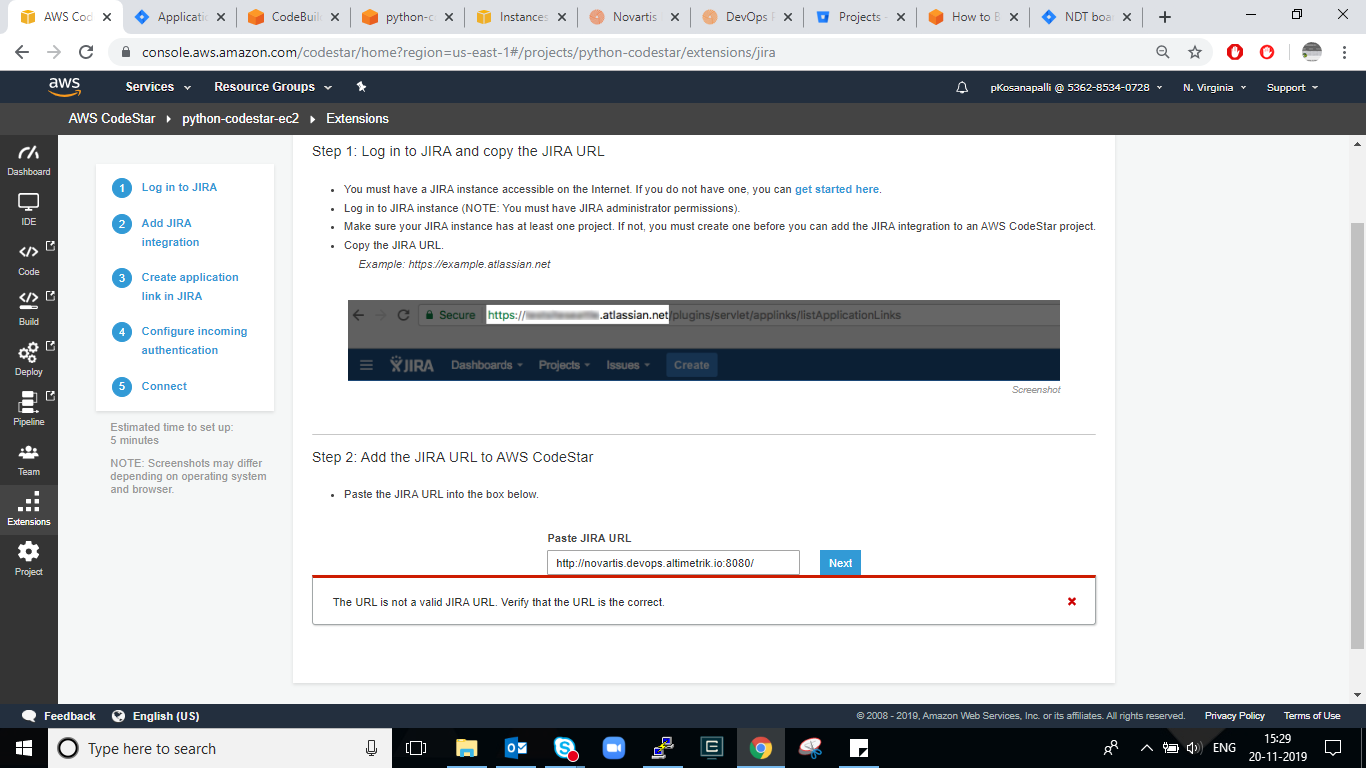 AWS Cod
Applicatio
CodeBuil
python-c
Instances
Novartis
DevOps
Projects -
How to B
NDT boa
console.aws.amazon.com/codestar/home?region=us-east-1#/projects/python-codestar/extensions/jira
aws
Services
Resource Groups
pKosanapalli @ 5362-8534-0728
N. Virginia
Support
AWS CodeStar
python-codestar-ec2
Extensions
Dashboard
IDE
Code
Build
Deploy
Pipeline
Team
Extensions
Project
1 Log in to JIRA
2 Add JIRA
integration
3 Create application
link in JIRA
4 Configure incoming
authentication
5 Connect
Estimated time to set up:
5 minutes
NOTE: Screenshots may differ
depending on operating system
and browser.
Step 1: Log in to JIRA and copy the JIRA URL
• You must have a JIRA instance accessible on the Internet. If you do not have one, you can get started here.
• Log in to JIRA instance (NOTE: You must have JIRA administrator permissions).
• Make sure your JIRA instance has at least one project. If not, you must create one before you can add the JIRA integration to an AWS CodeStar project.
• Copy the JIRA URL.
Example: https://example.atlassian.net
Secure
https:// .atlassian.net/plugins/servlet/applinks/listApplicationLinks
JIRA
Dashboards
Projects
Issues
Create
Screenshot
Step 2: Add the JIRA URL to AWS CodeStar
• Paste the JIRA URL into the box below.
Paste JIRA URL
http://novartis.devops.altimetrik.io:8080/
Next
The URL is not a valid JIRA URL. Verify that the URL is the correct.
Feedback
English (US)
© 2008 - 2019, Amazon Web Services, Inc. or its affiliates. All rights reserved.
Privacy Policy
Terms of Use
Type here to search
ENG
15:29
20-11-2019